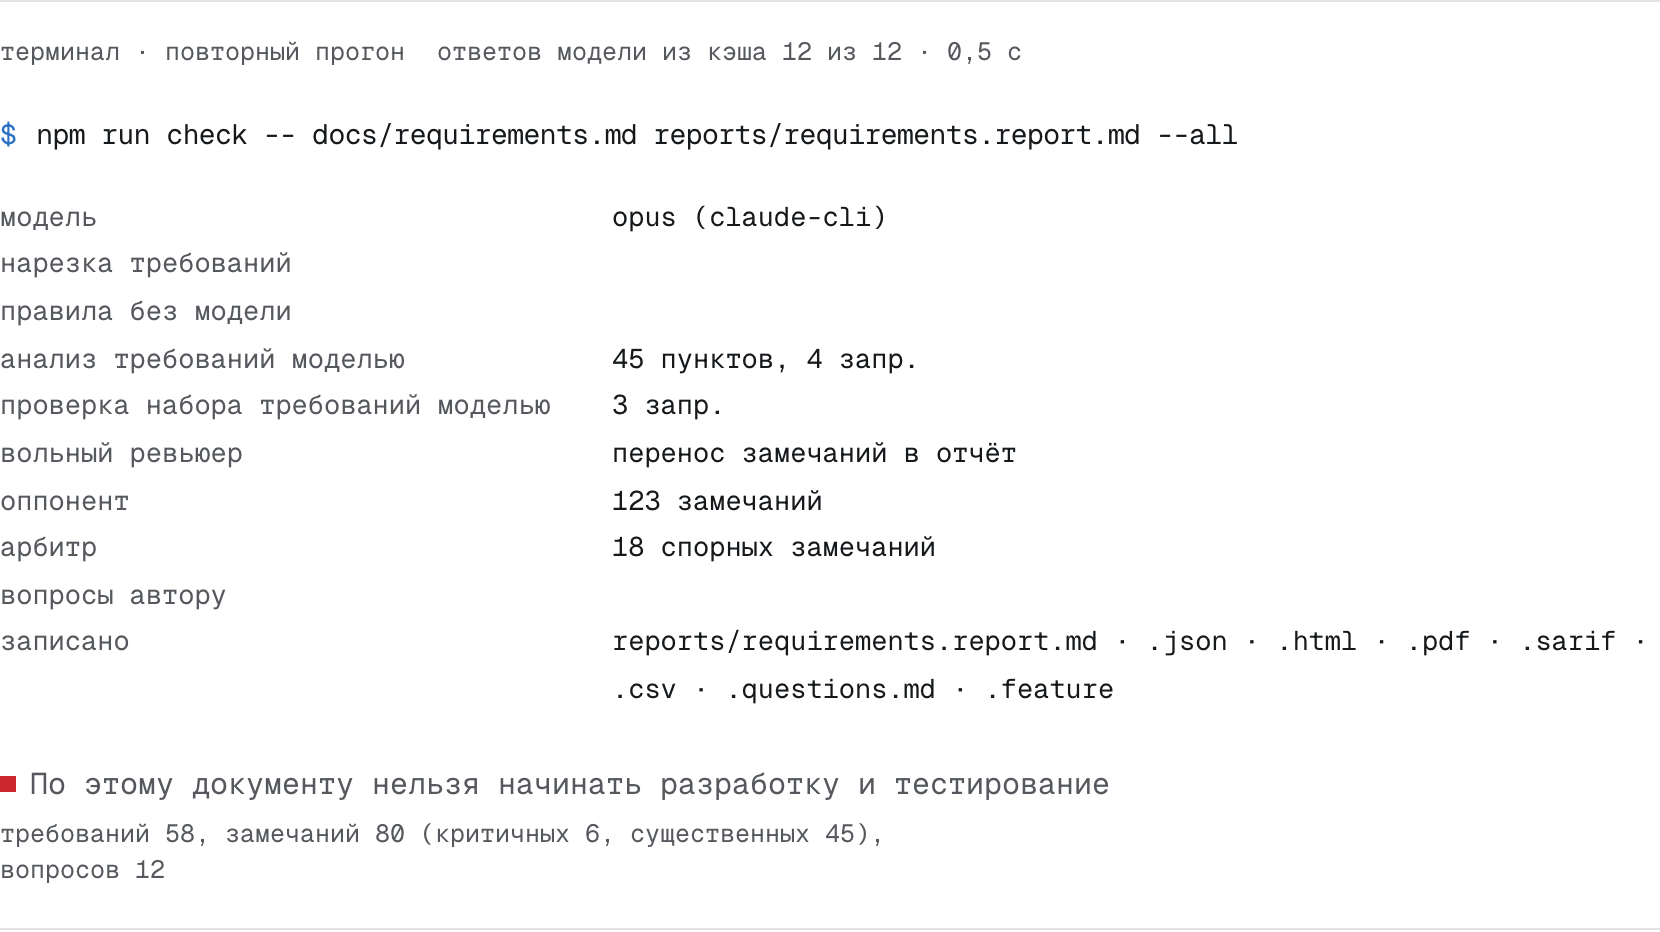 терминал · повторный прогон ответов модели из кэша 12 из 12 · 0,5 с
$ npm run check -- docs/requirements.md reports/requirements.report.md --all
модель opus (claude-cli)
нарезка требований
правила без модели
анализ требований моделью 45 пунктов, 4 запр.
проверка набора требований моделью 3 запр.
вольный ревьюер перенос замечаний в отчёт
оппонент 123 замечаний
арбитр 18 спорных замечаний
вопросы автору
записано reports/requirements.report.md · .json · .html · .pdf · .sarif ·
.csv · .questions.md · .feature
По этому документу нельзя начинать разработку и тестирование
требований 58, замечаний 80 (критичных 6, существенных 45),
вопросов 12